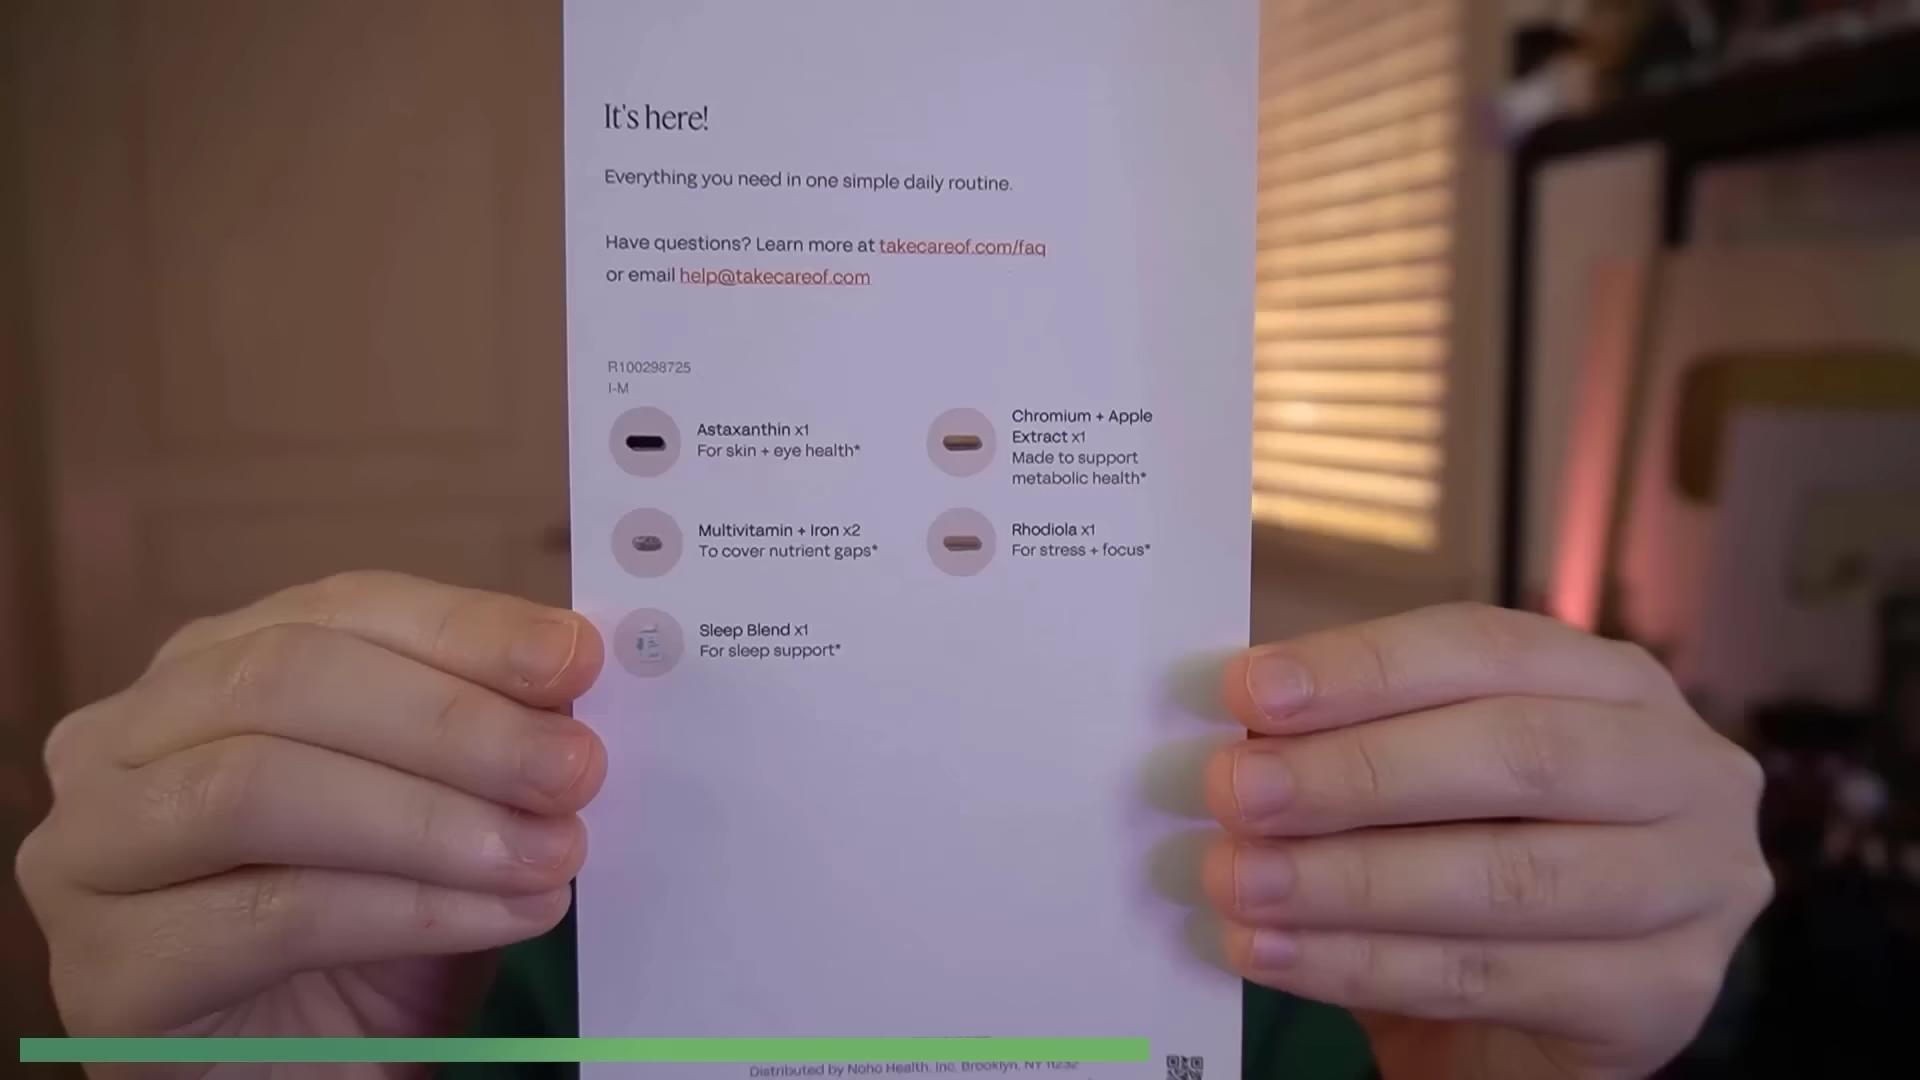 It's here!
Everything you need in one simple daily routine.
Have questions? Learn more at takecareof.com/faq
or email help@takecareof.com
R100298725
I-M
Astaxanthin x1
For skin + eye health*
Chromium + Apple
Extract x1
Made to support
metabolic health*
Multivitamin + Iron x2
To cover nutrient gaps*
Rhodiola x1
For stress + focus*
Sleep Blend x1
For sleep support*
Distributed by Noho Health, Inc. Brooklyn, NY 11232